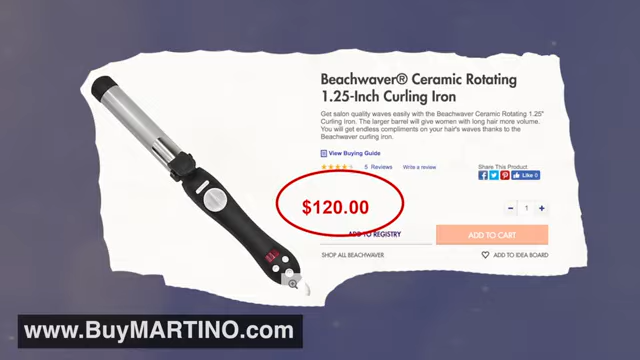 Beachwaver® Ceramic Rotating
1.25-Inch Curling Iron
Get salon quality waves easily with the Beachwaver Ceramic Rotating 1.25"
Curling Iron. The larger barrel will give women with long hair more volume.
You will get endless compliments on your hair's waves thanks to the
Beachwaver curling iron.
View Buying Guide
5 Reviews Write a review
Share This Product
Like 0
$120.00
1
ADD TO REGISTRY
ADD TO CART
SHOP ALL BEACHWAVER
ADD TO IDEA BOARD
www.BuyMARTINO.com